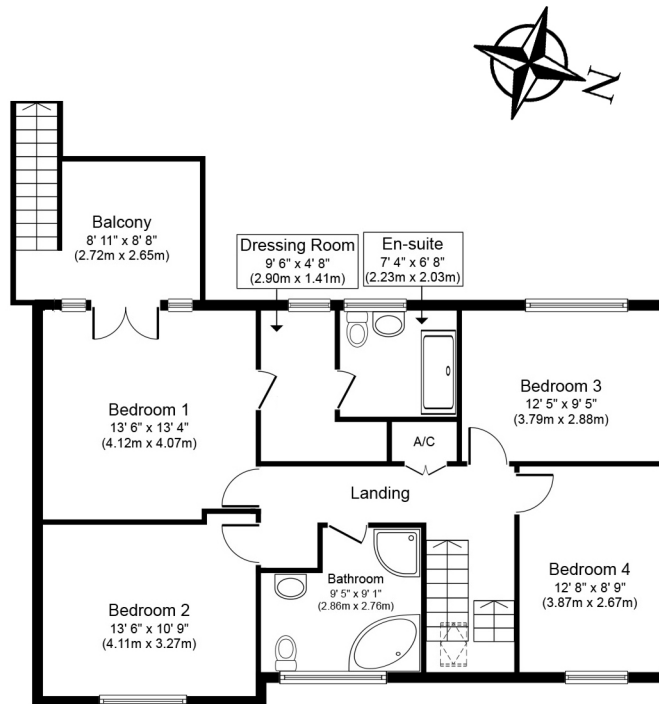 N
Balcony
8' 11" x 8' 8"
(2.72m x 2.65m)
Dressing Room
9' 6" x 4' 8"
(2.90m x 1.41m)
En-suite
7' 4" x 6' 8"
(2.23m x 2.03m)
Bedroom 1
13' 6" x 13' 4"
(4.12m x 4.07m)
Bedroom 3
12' 5" x 9' 5"
(3.79m x 2.88m)
A/C
Landing
Bedroom 2
13' 6" x 10' 9"
(4.11m x 3.27m)
Bathroom
9' 5" x 9' 1"
(2.86m x 2.76m)
Bedroom 4
12' 8" x 8' 9"
(3.87m x 2.67m)